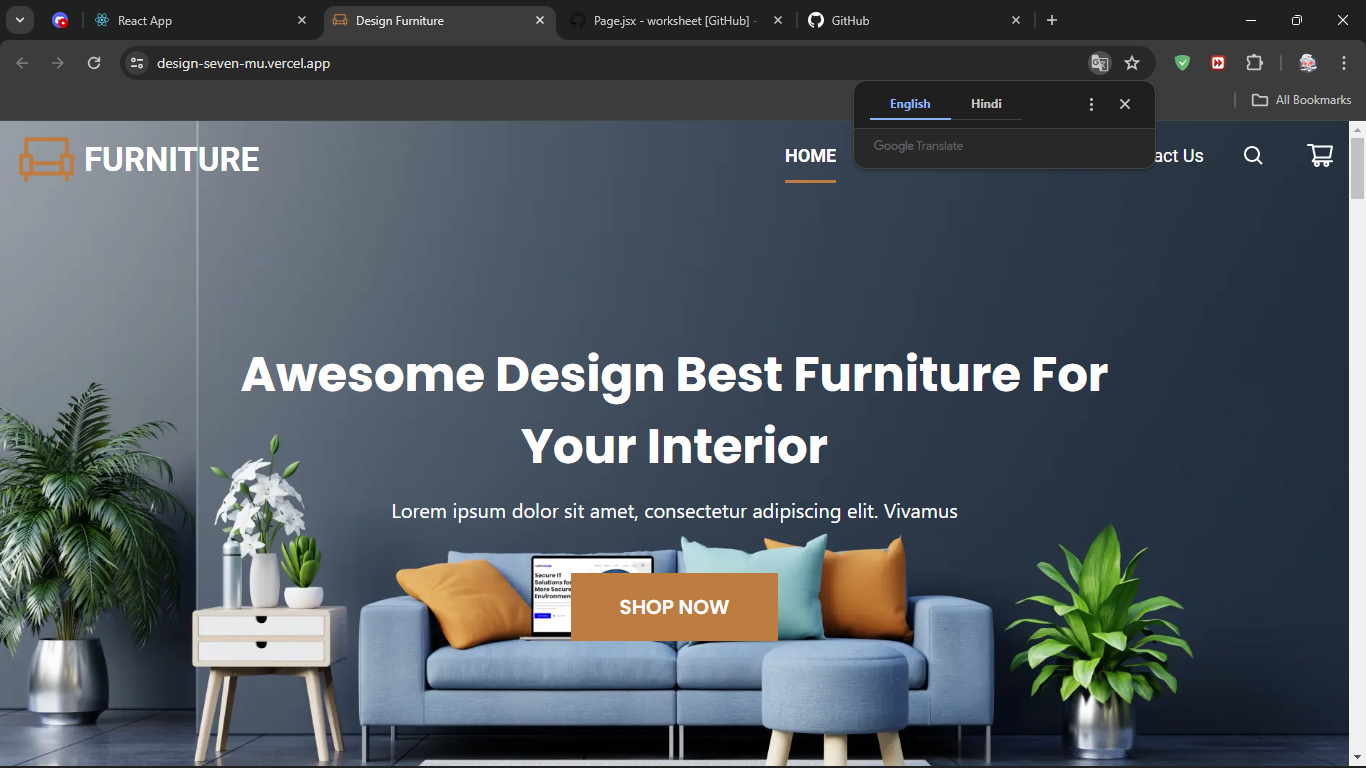 React App
Design Furniture
Page.jsx - worksheet [GitHub] -
GitHub
design-seven-mu.vercel.app
All Bookmarks
English
Hindi
Google Translate
FURNITURE
HOME
act Us
Awesome Design Best Furniture For
Your Interior
Lorem ipsum dolor sit amet, consectetur adipiscing elit. Vivamus
Secure IT
Solutions for
More Secure
Environmen
SHOP NOW